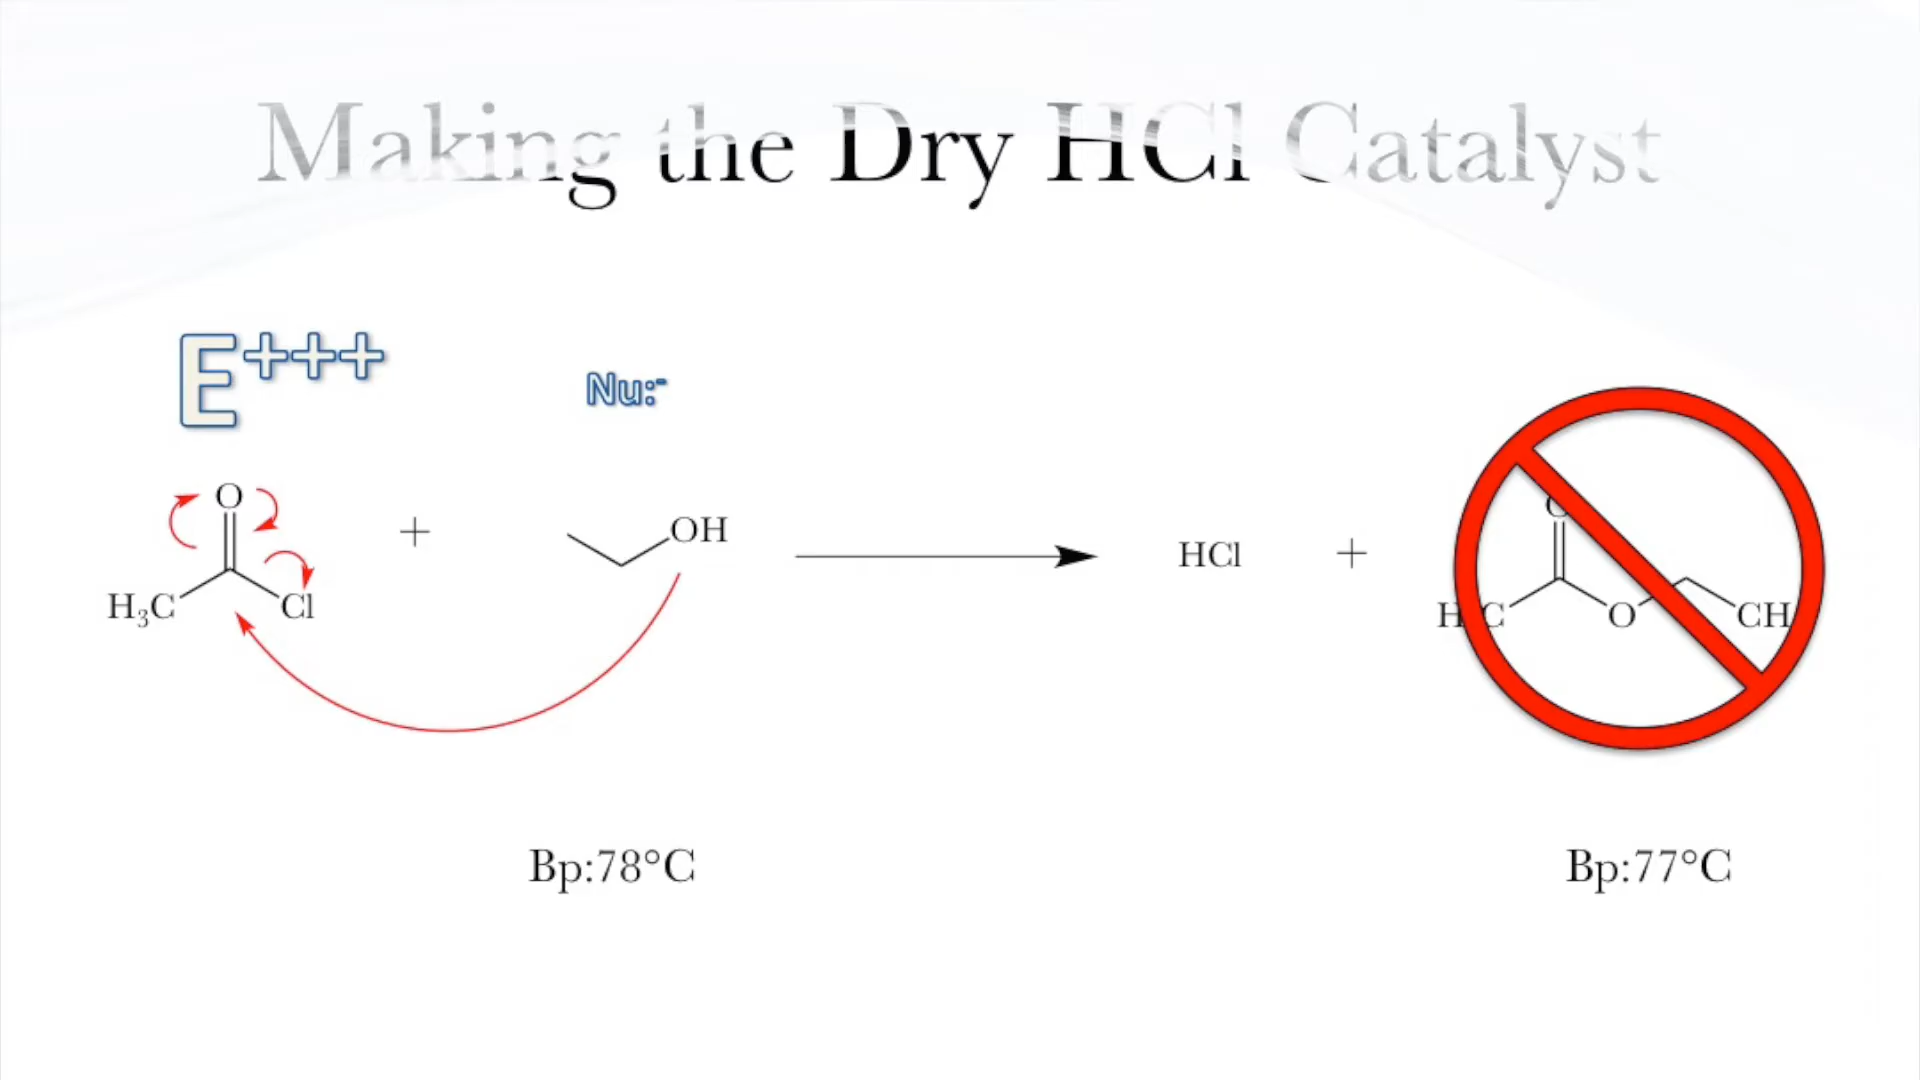 Making the Dry HCl Catalyst
E+++
Nu:-
O
H3C
Cl
+
OH
HCl
+
O
H C
O
CH
Bp:78°C
Bp:77°C